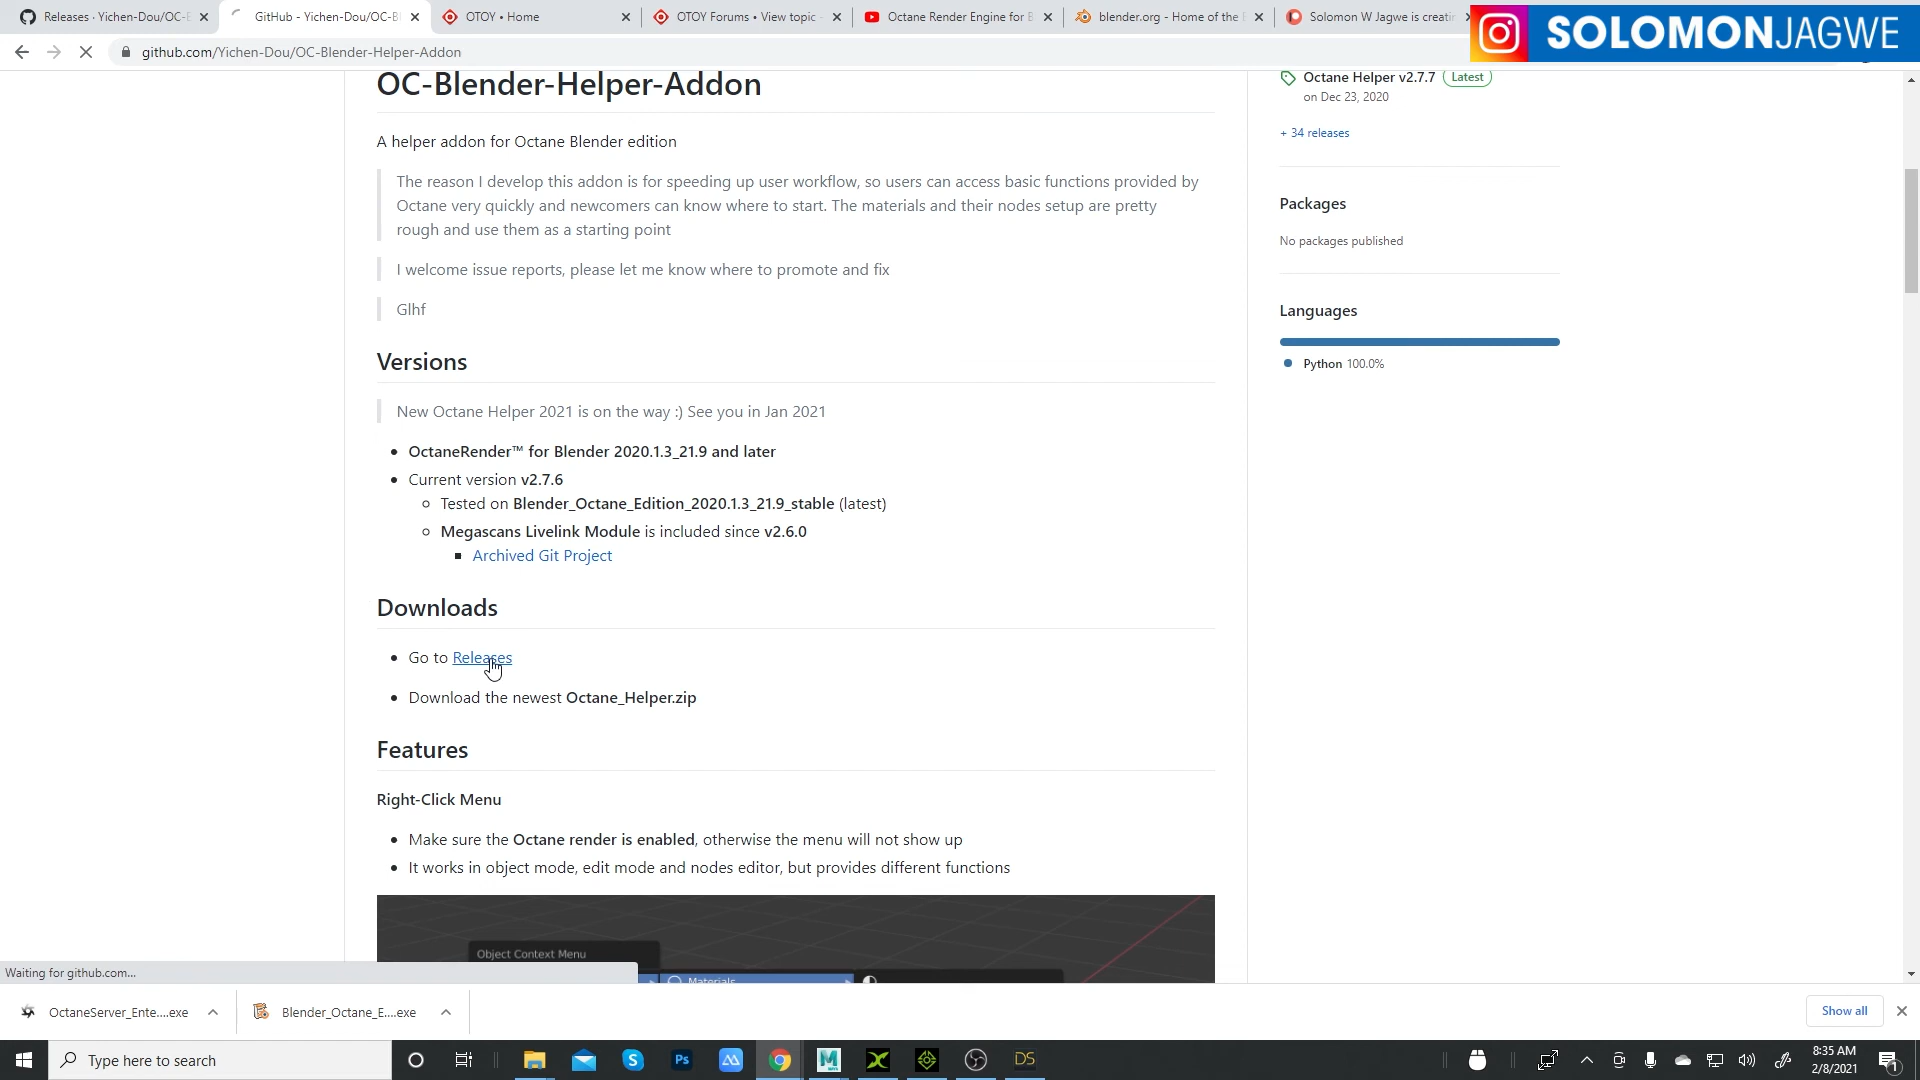 Releases · Yichen-Dou/OC-E
GitHub - Yichen-Dou/OC-Bl
OTOY • Home
OTOY Forums • View topic
Octane Render Engine for B
blender.org - Home of the
Solomon W Jagwe is creatin
SOLOMONJAGWE
github.com/Yichen-Dou/OC-Blender-Helper-Addon
OC-Blender-Helper-Addon
A helper addon for Octane Blender edition
The reason I develop this addon is for speeding up user workflow, so users can access basic functions provided by
Octane very quickly and newcomers can know where to start. The materials and their nodes setup are pretty
rough and use them as a starting point
I welcome issue reports, please let me know where to promote and fix
Glhf
Versions
New Octane Helper 2021 is on the way :) See you in Jan 2021
OctaneRender™ for Blender 2020.1.3_21.9 and later
Current version v2.7.6
Tested on Blender_Octane_Edition_2020.1.3_21.9_stable (latest)
Megascans Livelink Module is included since v2.6.0
Archived Git Project
Downloads
Go to Releases
Download the newest Octane_Helper.zip
Features
Right-Click Menu
Make sure the Octane render is enabled, otherwise the menu will not show up
It works in object mode, edit mode and nodes editor, but provides different functions
Object Context Menu
Materials
Octane Helper v2.7.7 Latest
on Dec 23, 2020
+ 34 releases
Packages
No packages published
Languages
Python 100.0%
Waiting for github.com...
OctaneServer_Ente....exe
Blender_Octane_E....exe
Show all
Type here to search
Ps
M
DS
8:35 AM
2/8/2021
1